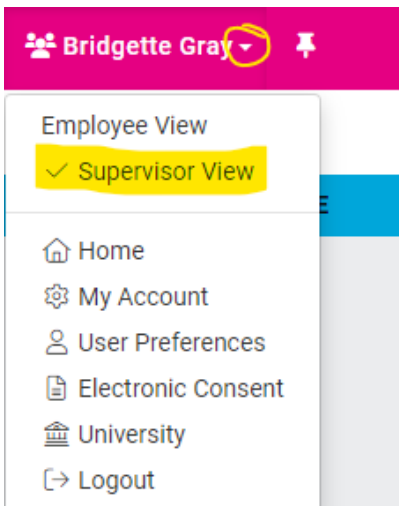 Bridgette Gray
Employee View
Supervisor View
E
Home
My Account
User Preferences
Electronic Consent
University
Logout